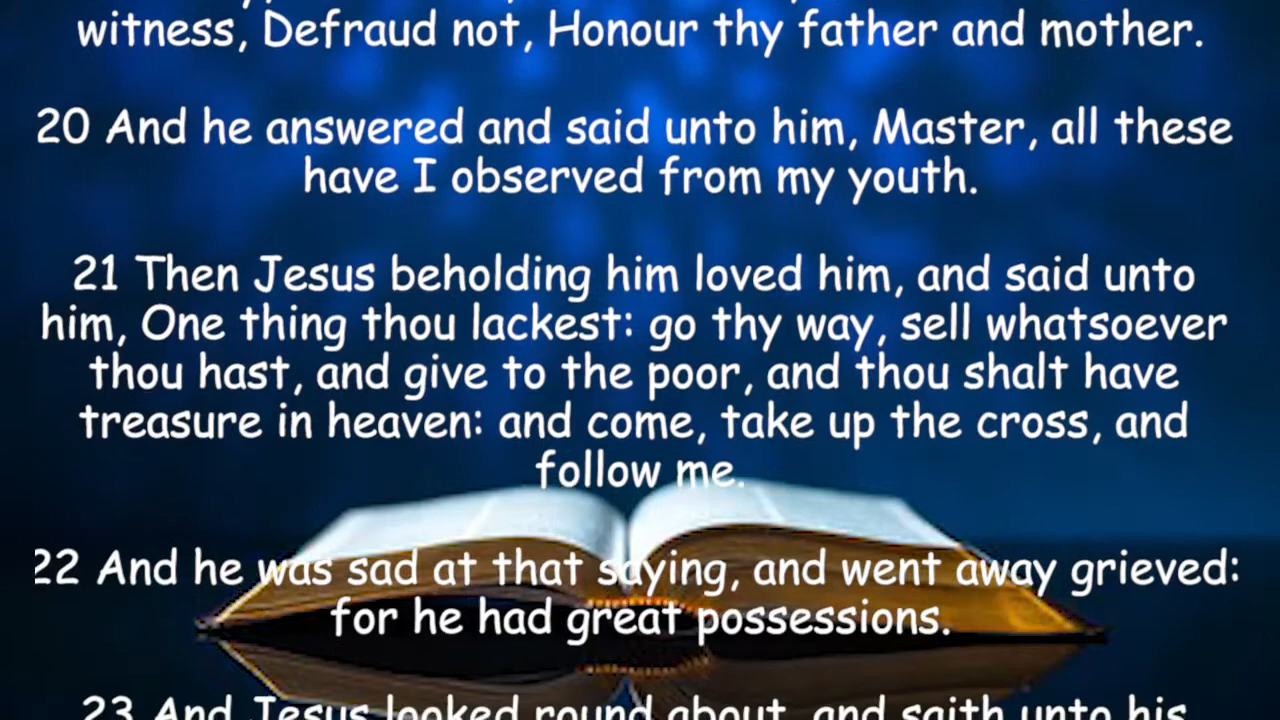 witness, Defraud not, Honour thy father and mother.
20 And he answered and said unto him, Master, all these
have I observed from my youth.
21 Then Jesus beholding him loved him, and said unto
him, One thing thou lackest: go thy way, sell whatsoever
thou hast, and give to the poor, and thou shalt have
treasure in heaven: and come, take up the cross, and
follow me.
22 And he was sad at that saying, and went away grieved:
for he had great possessions.
23 And Jesus looked round about, and saith unto his